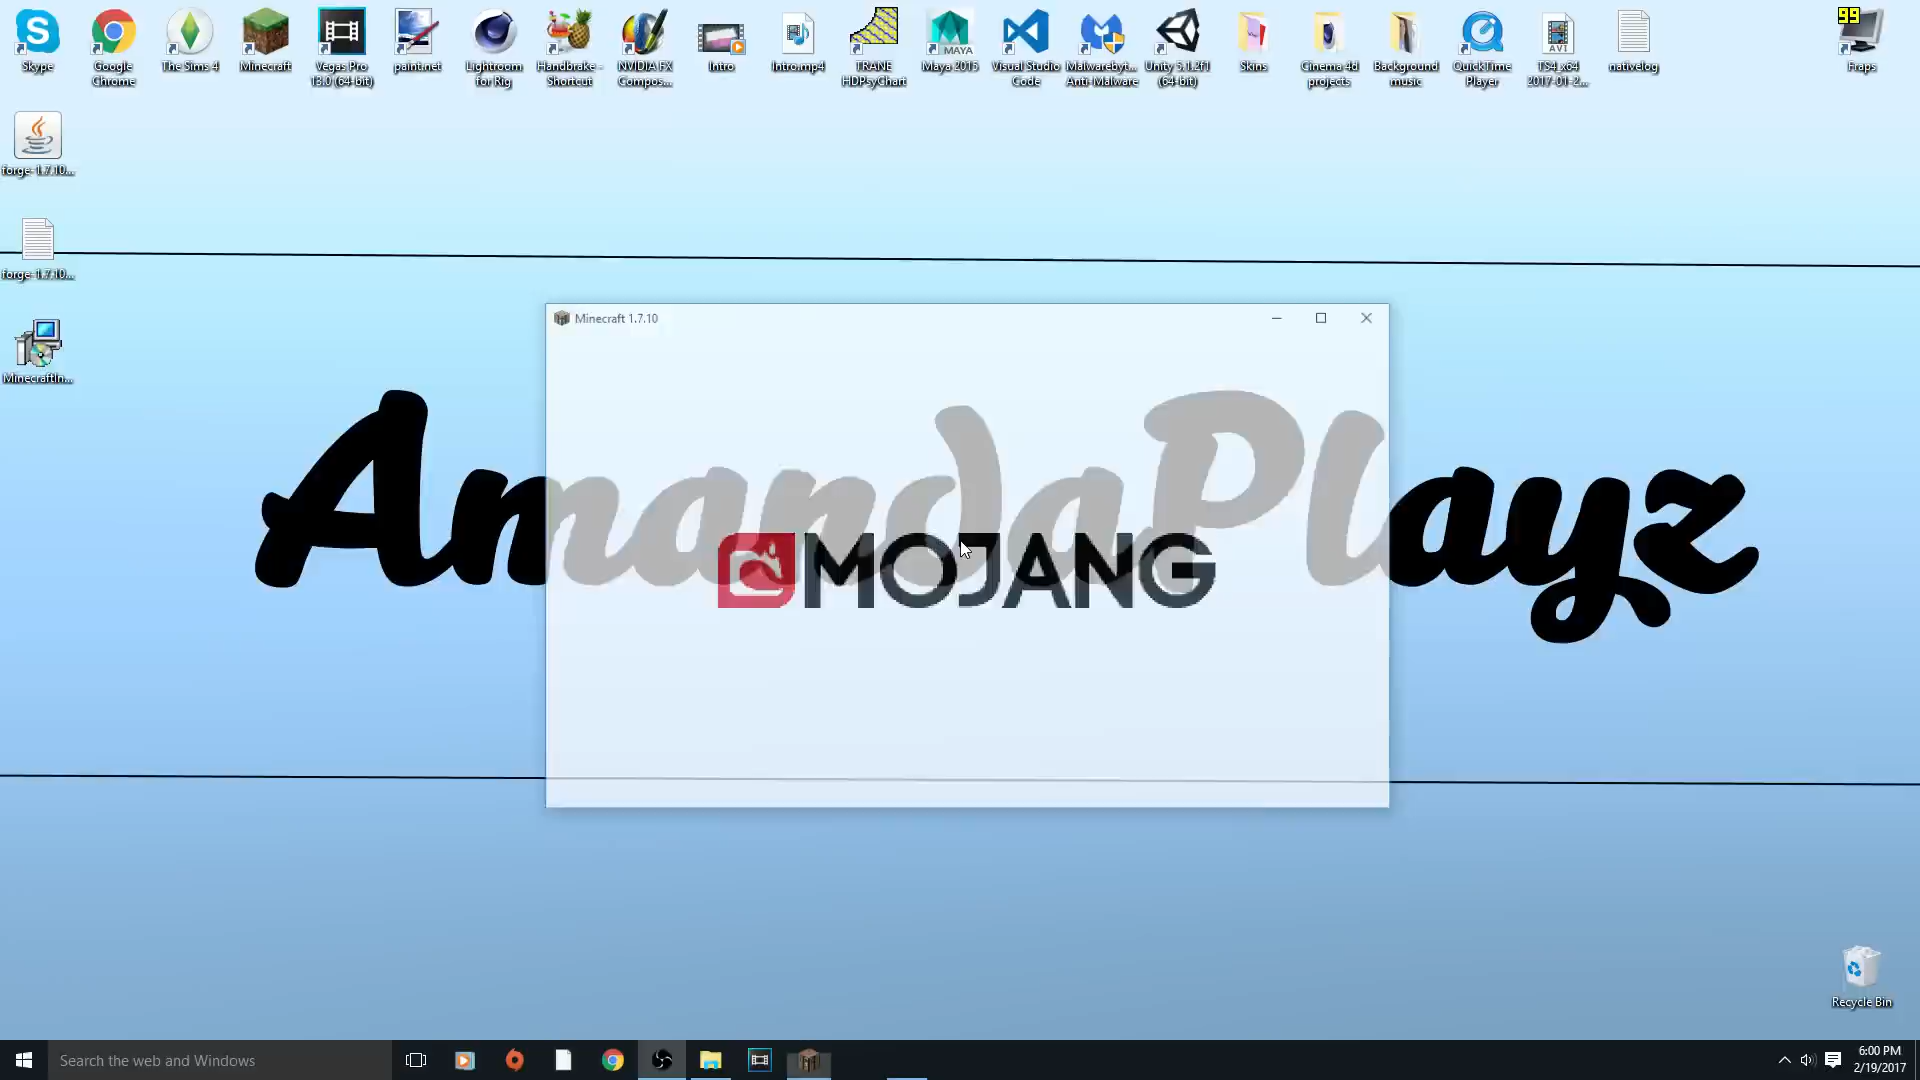 Skype
Google
Chrome
The Sims 4
Minecraft
Vegas Pro
13.0 (64-bit)
paint.net
Lightroom
for Rig
Handbrake -
Shortcut
NVIDIA FX
Compos...
Intro
Intro.mp4
TRANE
HDPsyChart
MAYA
Maya 2015
Visual Studio
Code
Malwarebyt...
Anti-Malware
Unity 5.1.2f1
(64-bit)
Skins
Cinema 4d
projects
Background
music
QuickTime
Player
AVI
TS4_x64
2017-01-2...
nativelog
99
Fraps
forge-1.7.10...
forge-1.7.10...
MinecraftIn...
Minecraft 1.7.10
AmandaPlayz
MOJANG
Recycle Bin
Search the web and Windows
6:00 PM
2/19/2017